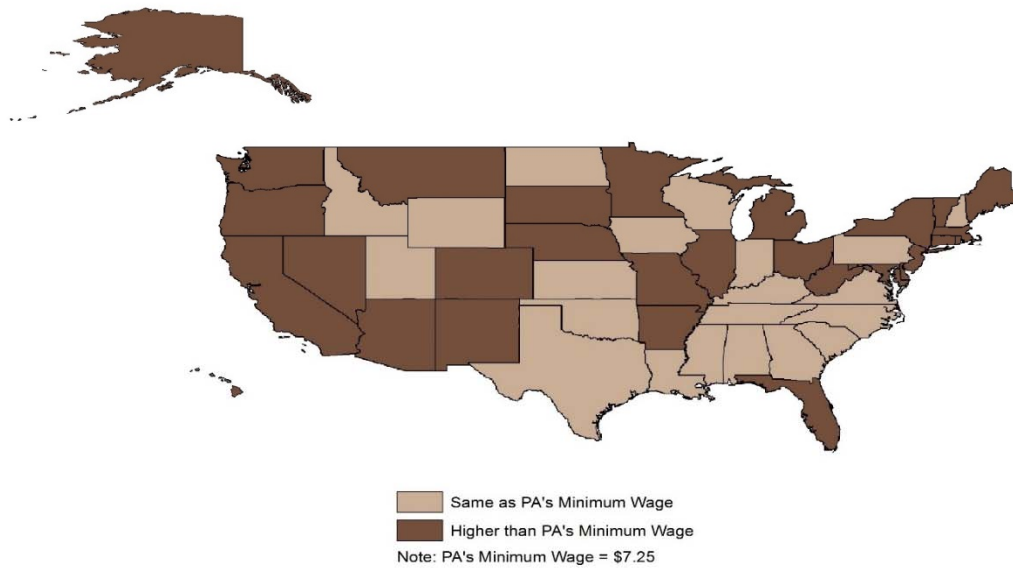 Same as PA's Minimum Wage
Higher than PA's Minimum Wage
Note: PA's Minimum Wage = $7.25